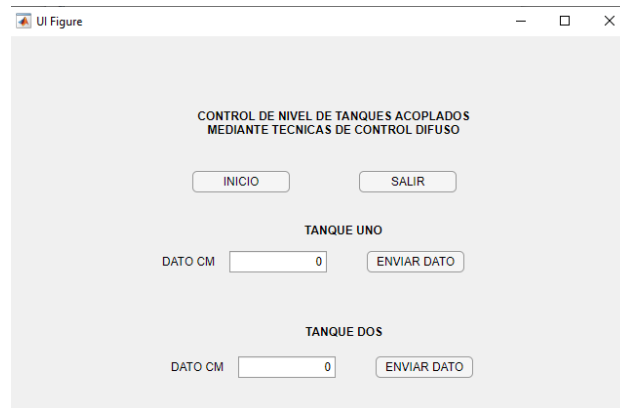 UI Figure
CONTROL DE NIVEL DE TANQUES ACOPLADOS
MEDIANTE TECNICAS DE CONTROL DIFUSO
INICIO SALIR
TANQUE UNO
DATO CM 0 ENVIAR DATO
TANQUE DOS
DATO CM 0 ENVIAR DATO